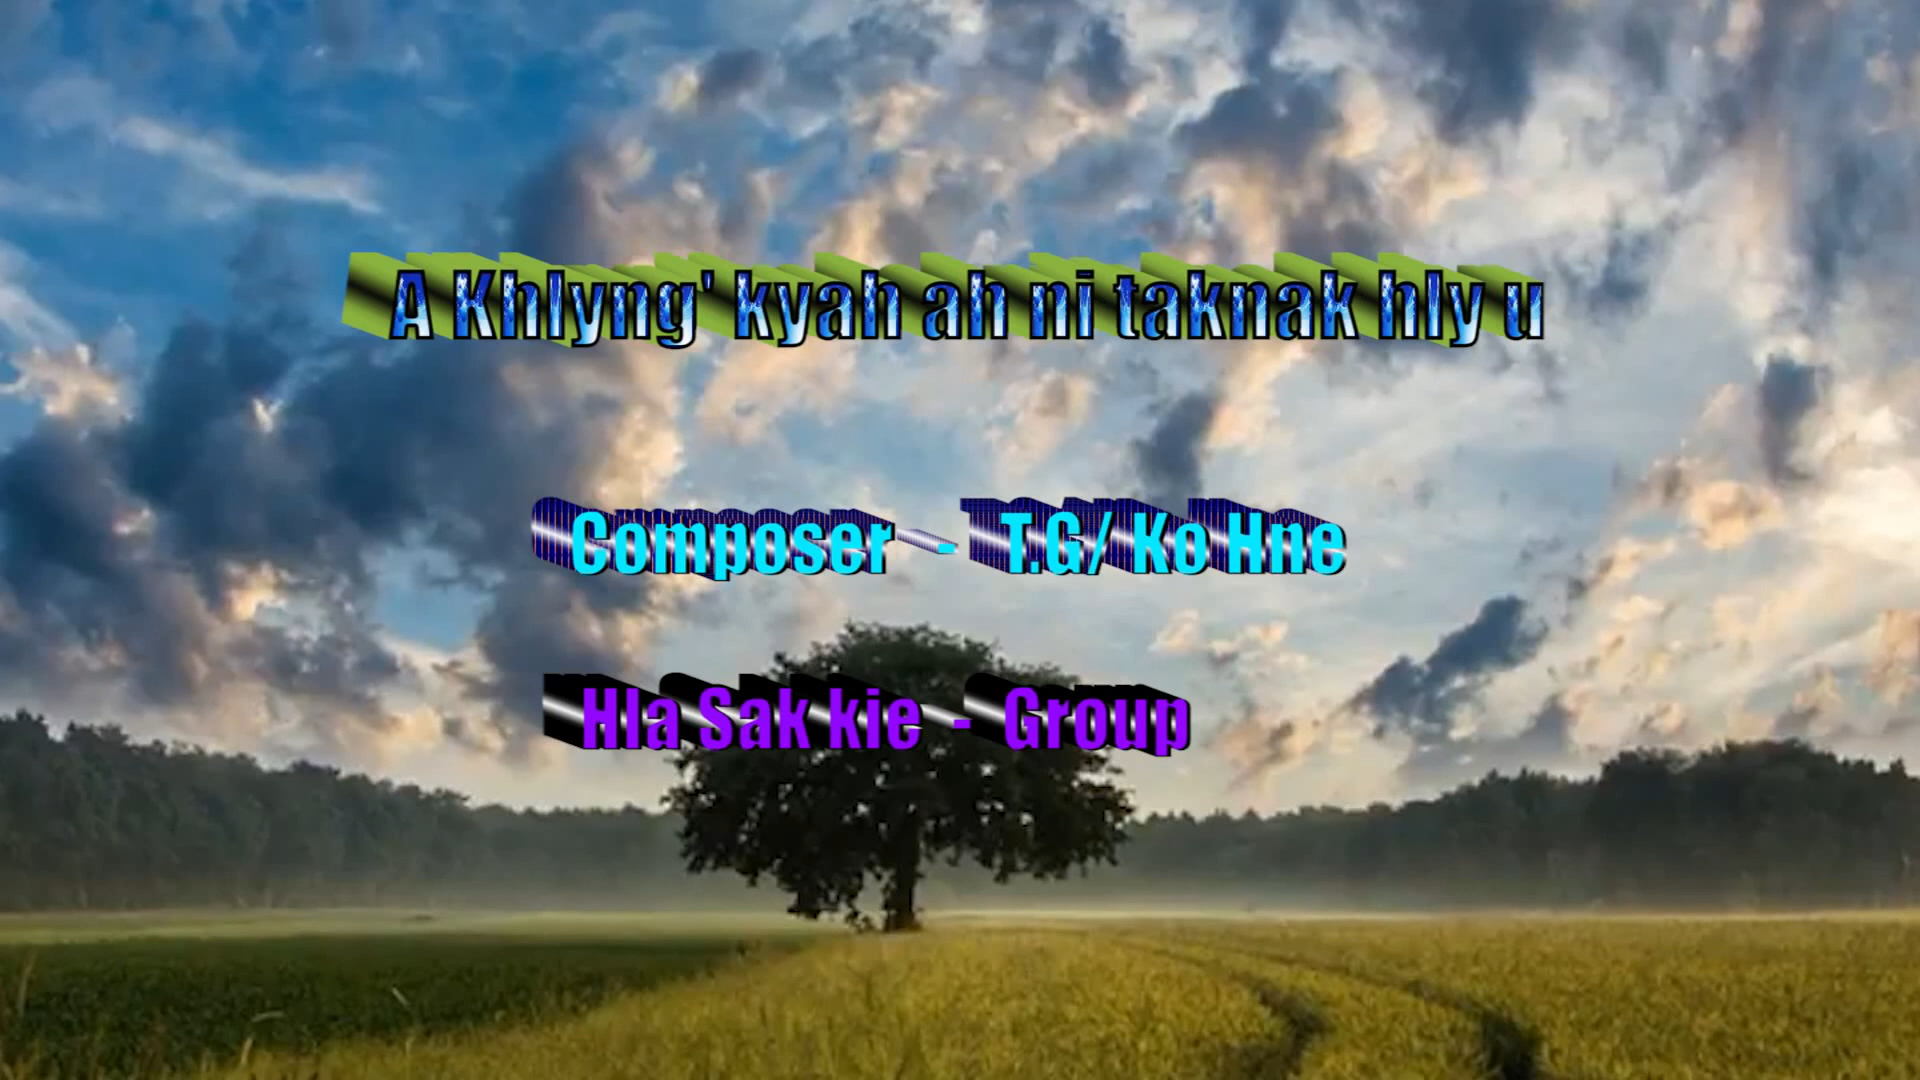 A Khlyng' kyah ah ni taknak hly u
Composer - T.G/ Ko Hne
Hla Sak kie - Group